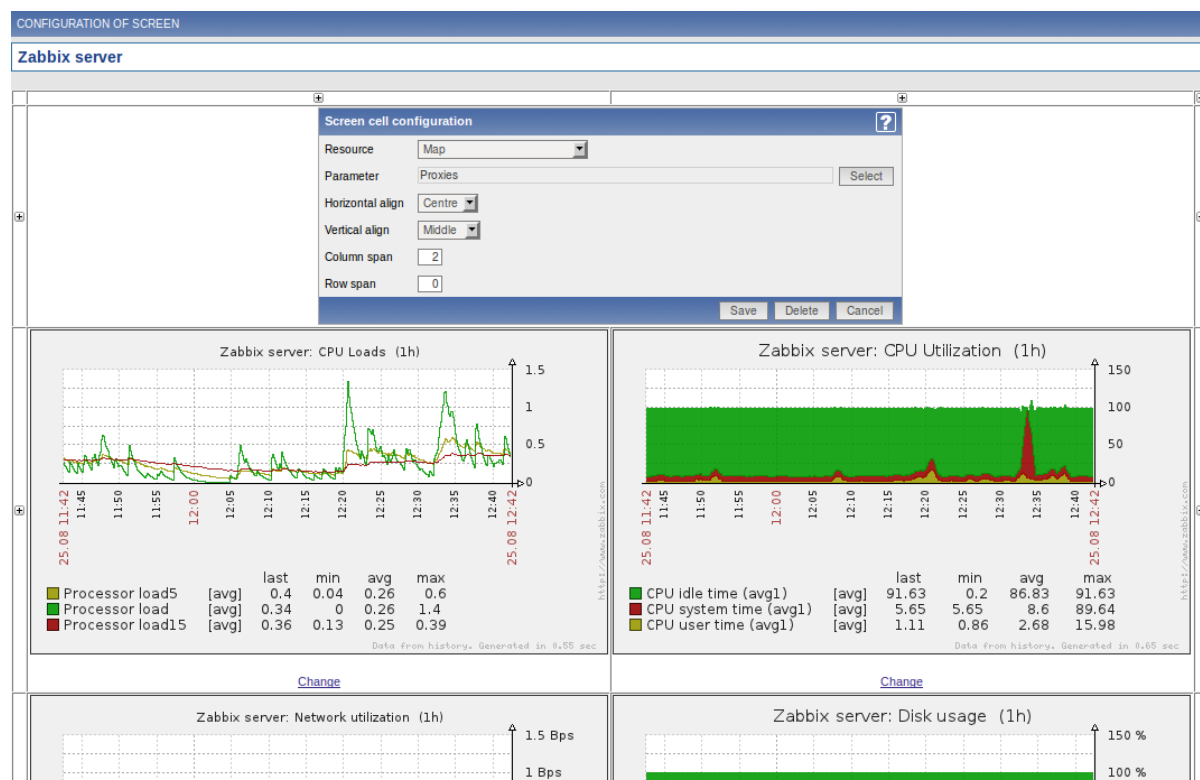 CONFIGURATION OF SCREEN
Zabbix server
Screen cell configuration ?
Resource Map
Parameter Proxies Select
Horizontal align Centre
Vertical align Middle
Column span 2
Row span 0
Save Delete Cancel
Zabbix server: CPU Loads (1h)
1.5
1
0.5
0
25.08 11:42 11:45 11:50 11:55 12:00 12:05 12:10 12:15 12:20 12:25 12:30 12:35 12:40 25.08 12:42
http://www.zabbix.com
last min avg max
Processor load5 [avg] 0.4 0.04 0.26 0.6
Processor load [avg] 0.34 0 0.26 1.4
Processor load15 [avg] 0.36 0.13 0.25 0.39
Data from history. Generated in 0.55 sec
Change
Zabbix server: CPU Utilization (1h)
150
100
50
0
25.08 11:42 11:45 11:50 11:55 12:00 12:05 12:10 12:15 12:20 12:25 12:30 12:35 12:40 25.08 12:42
http://www.zabbix.com
last min avg max
CPU idle time (avg1) [avg] 91.63 0.2 86.83 91.63
CPU system time (avg1) [avg] 5.65 5.65 8.6 89.64
CPU user time (avg1) [avg] 1.11 0.86 2.68 15.98
Data from history. Generated in 0.65 sec
Change
Zabbix server: Network utilization (1h)
1.5 Bps
1 Bps
Zabbix server: Disk usage (1h)
150 %
100 %